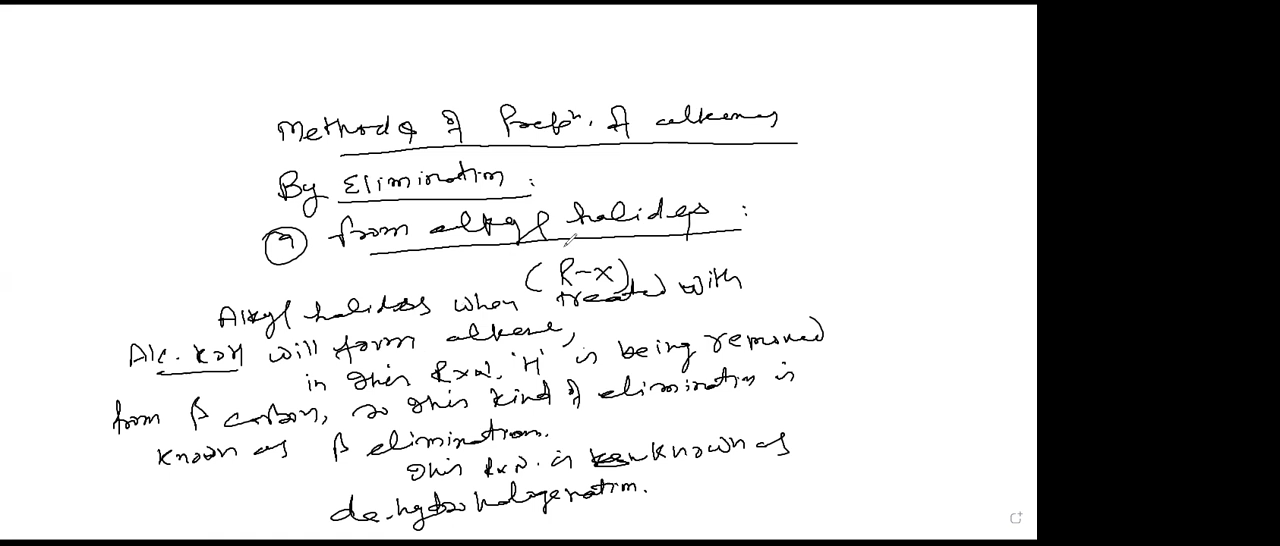 Methods of Prepn. of alkenes
By Elimination :
a) from alkyl halides :
(R-X)
Alkyl halides when treated with
Alc. KOH will form alkene,
in this RXN. 'H' is being removed
from β carbon, so this kind of elimination is
known as β elimination.
This RXN. is known as
de-hydrohalogenation.